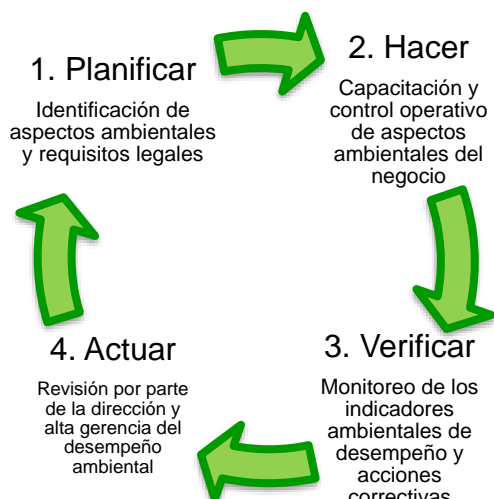 1. Planificar
Identificación de
aspectos ambientales
y requisitos legales
2. Hacer
Capacitación y
control operativo
de aspectos
ambientales del
negocio
3. Verificar
Monitoreo de los
indicadores
ambientales de
desempeño y
acciones
correctivas
4. Actuar
Revisión por parte
de la dirección y
alta gerencia del
desempeño
ambiental